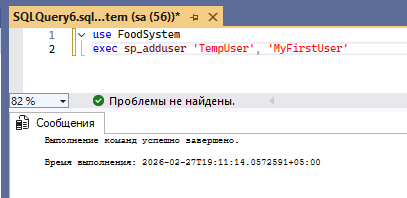 SQLQuery6.sql...tem (sa (56))*
1 use FoodSystem
2 exec sp_adduser 'TempUser', 'MyFirstUser'
82 %
Проблемы не найдены.
Сообщения
Выполнение команд успешно завершено.
Время выполнения: 2026-02-27T19:11:14.0572591+05:00